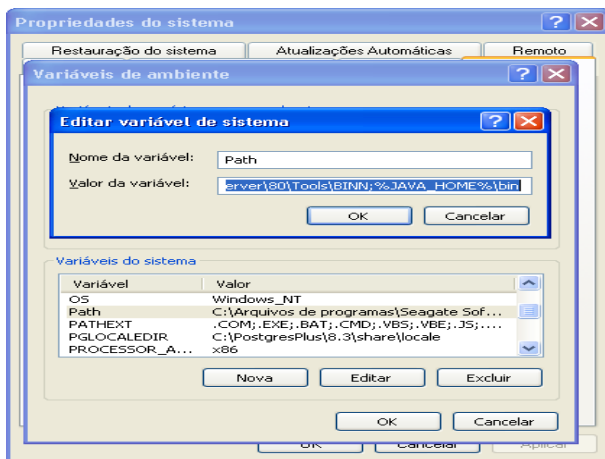 Propriedades do sistema
Restauração do sistema
Atualizações Automáticas
Remoto
Variáveis de ambiente
Editar variável de sistema
Nome da variável:
Path
Valor da variável:
erver\80\Tools\BINN;%JAVA_HOME%\bin
OK
Cancelar
Variáveis do sistema
Variável Valor
OS Windows_NT
Path C:\Arquivos de programas\Seagate Sof...
PATHEXT .COM;.EXE;.BAT;.CMD;.VBS;.VBE;.JS;....
PGLOCALEDIR C:\PostgresPlus\8.3\share\locale
PROCESSOR_A... x86
Nova
Editar
Excluir
OK
Cancelar
OK
Cancelar
Aplicar